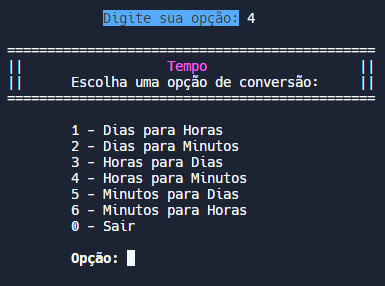 Digite sua opção: 4
==============================================
||                  Tempo                   ||
||      Escolha uma opção de conversão:     ||
==============================================
1 - Dias para Horas
2 - Dias para Minutos
3 - Horas para Dias
4 - Horas para Minutos
5 - Minutos para Dias
6 - Minutos para Horas
0 - Sair
Opção: